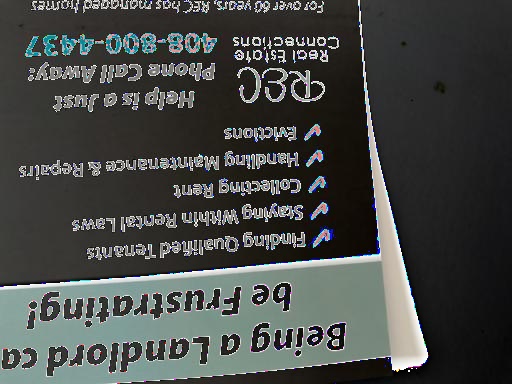 Being a Landlord ca
be Frustrating!
Finding Qualified Tenants
Staying Within Rental Laws
Collecting Rent
Handling Maintenance & Repairs
Evictions
REC
Real Estate
Connections
Help is a Just
Phone Call Away:
408-800-4437
For over 60 years, REC has managed homes